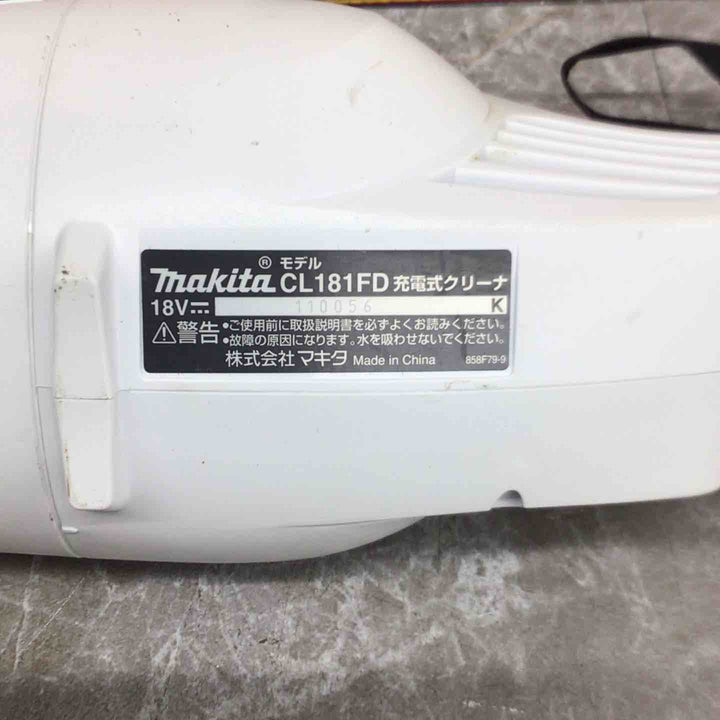 makita® モデル CL181FD 充電式クリーナ
18V⎓ 110056 K
⚠警告 •ご使用前に取扱説明書を必ずよくお読みください。
•故障の原因になります。水を吸わせないでください。
株式会社マキタ Made in China 858F79-9